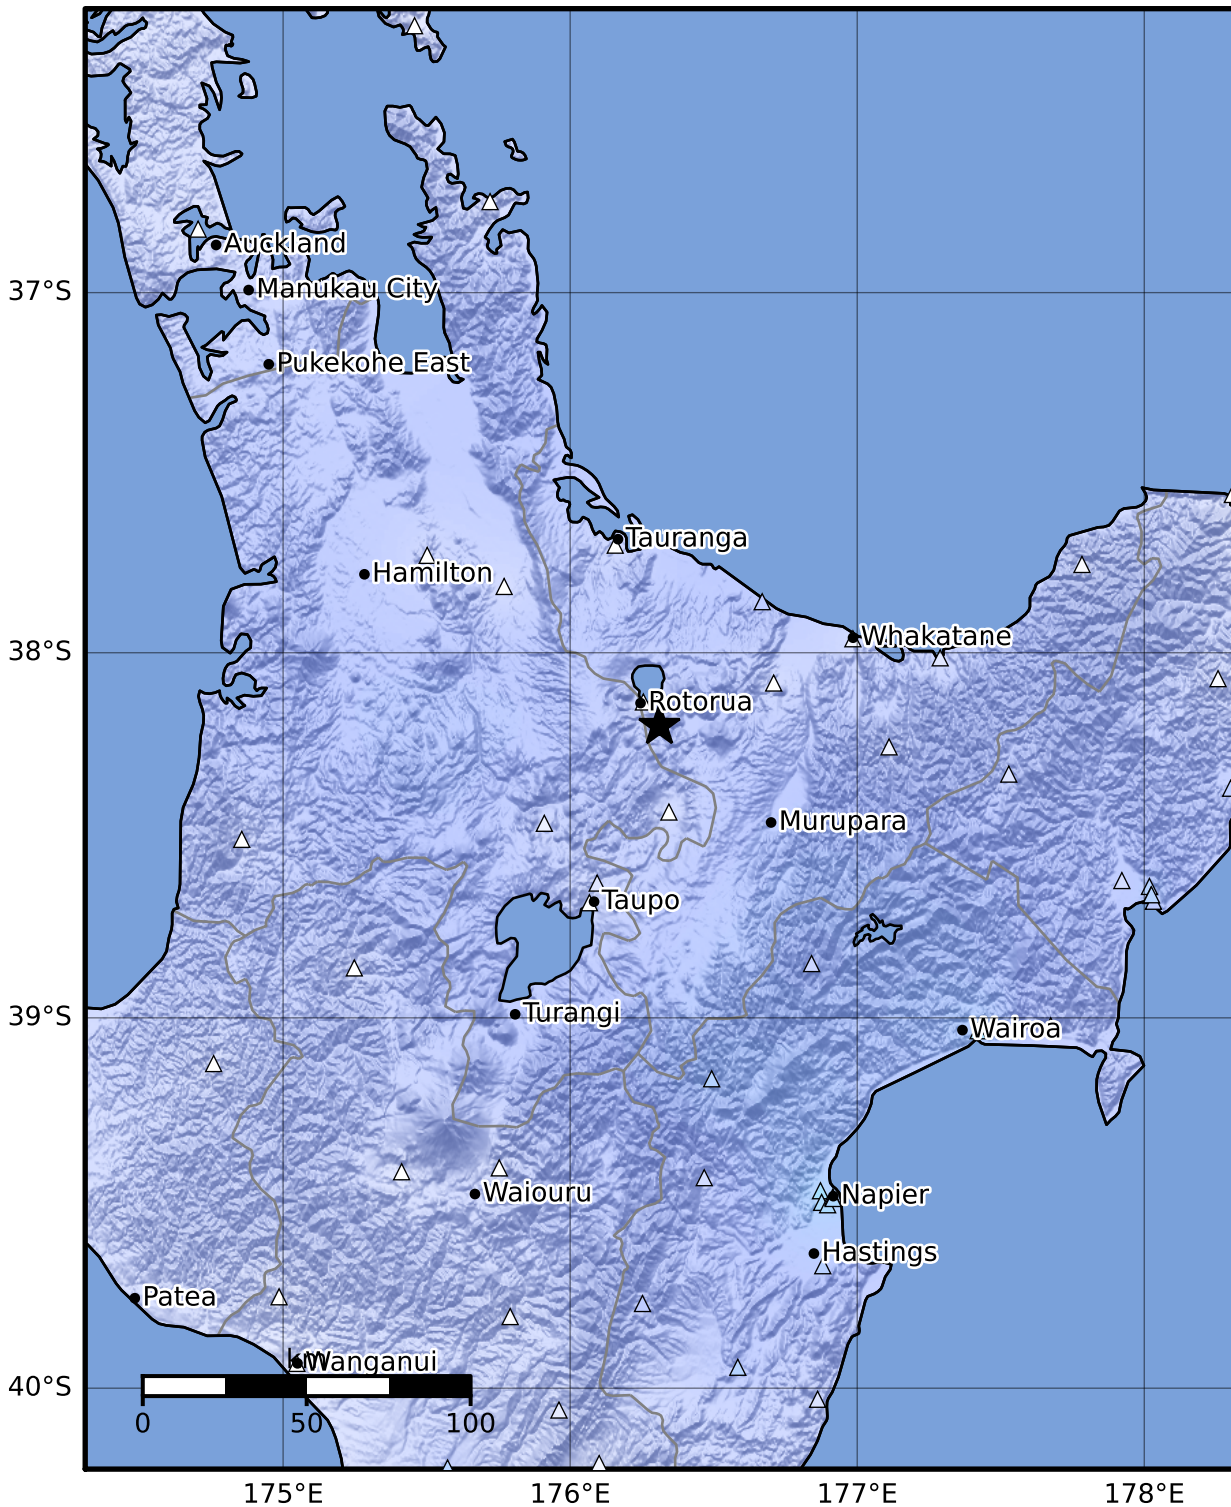 Auckland
Manukau City
37°S
Pukekohe East
Tauranga
Hamilton
Whakatane
38°S
Rotorua
Murupara
Taupo
Turangi
39°S
Wairoa
Waiouru
Napier
Hastings
Patea
km
Wanganui
40°S
0 50 100
175°E 176°E 177°E 178°E